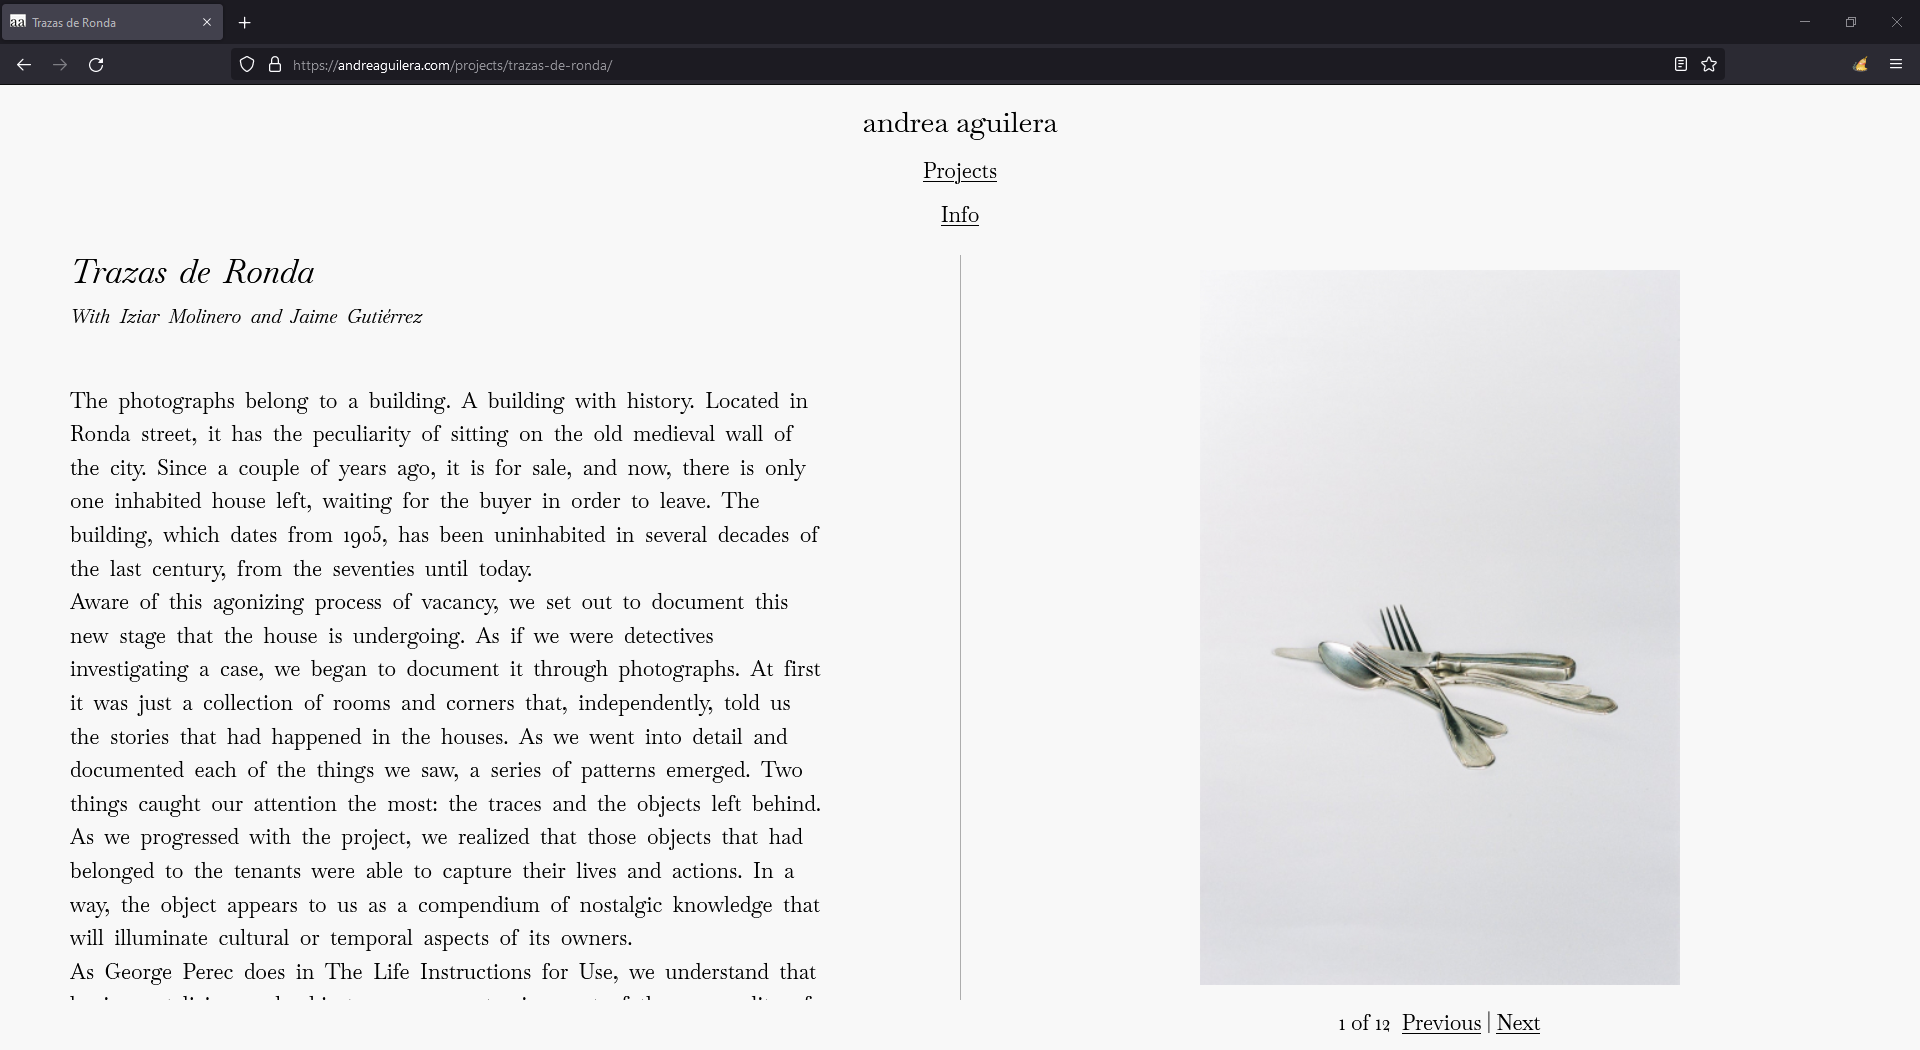 aa Trazas de Ronda
https://andreaguilera.com/projects/trazas-de-ronda/
andrea aguilera
Projects
Info
Trazas de Ronda
With Iziar Molinero and Jaime Gutiérrez
The photographs belong to a building. A building with history. Located in
Ronda street, it has the peculiarity of sitting on the old medieval wall of
the city. Since a couple of years ago, it is for sale, and now, there is only
one inhabited house left, waiting for the buyer in order to leave. The
building, which dates from 1905, has been uninhabited in several decades of
the last century, from the seventies until today.
Aware of this agonizing process of vacancy, we set out to document this
new stage that the house is undergoing. As if we were detectives
investigating a case, we began to document it through photographs. At first
it was just a collection of rooms and corners that, independently, told us
the stories that had happened in the houses. As we went into detail and
documented each of the things we saw, a series of patterns emerged. Two
things caught our attention the most: the traces and the objects left behind.
As we progressed with the project, we realized that those objects that had
belonged to the tenants were able to capture their lives and actions. In a
way, the object appears to us as a compendium of nostalgic knowledge that
will illuminate cultural or temporal aspects of its owners.
As George Perec does in The Life Instructions for Use, we understand that
1 of 12 Previous | Next